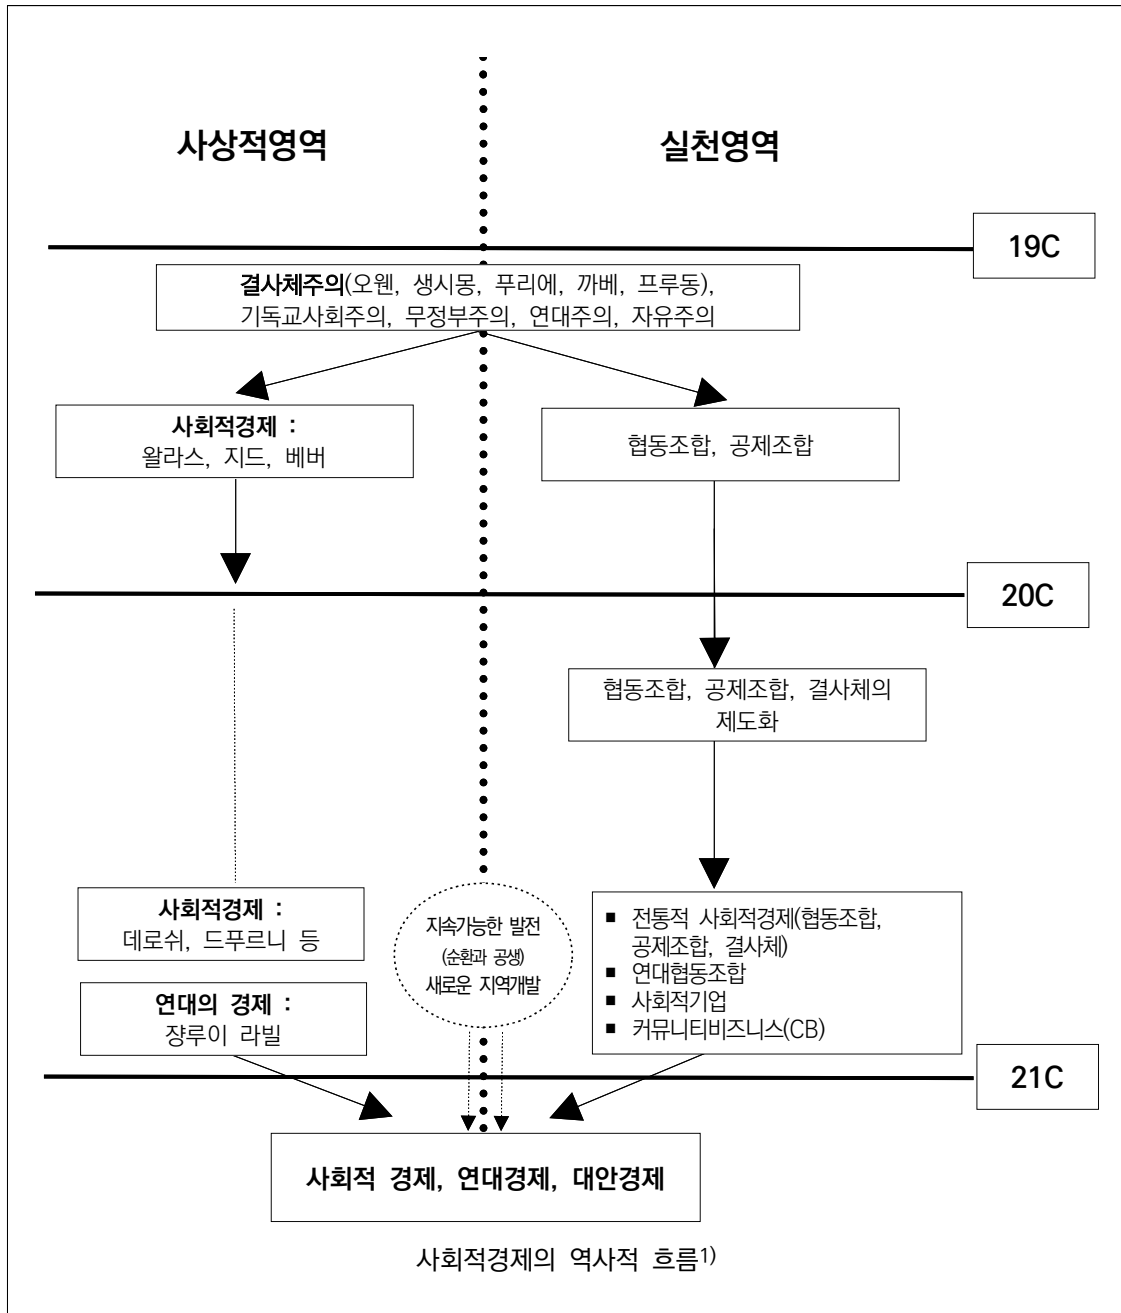 사상적영역
실천영역
19C
결사체주의(오웬, 생시몽, 푸리에, 까베, 프루동),
기독교사회주의, 무정부주의, 연대주의, 자유주의
사회적경제 :
왈라스, 지드, 베버
협동조합, 공제조합
20C
협동조합, 공제조합, 결사체의
제도화
사회적경제 :
데로쉬, 드푸르니 등
연대의 경제 :
쟝루이 라빌
지속가능한 발전
(순환과 공생)
새로운 지역개발
■ 전통적 사회적경제(협동조합,
공제조합, 결사체)
■ 연대협동조합
■ 사회적기업
■ 커뮤니티비즈니스(CB)
21C
사회적 경제, 연대경제, 대안경제
사회적경제의 역사적 흐름1)